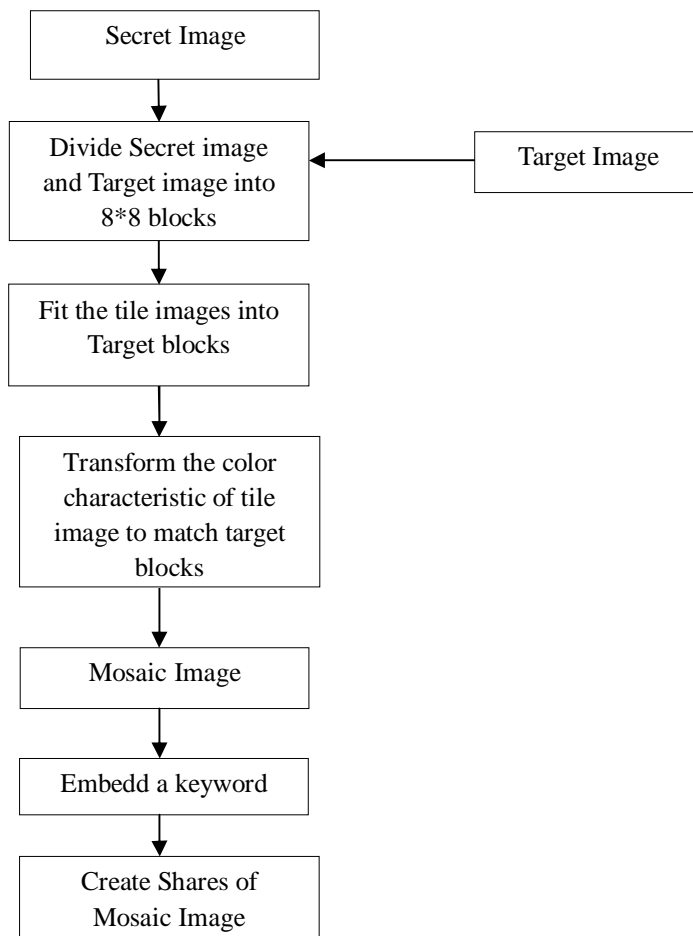 Secret Image
Divide Secret image
and Target image into
8*8 blocks
Target Image
Fit the tile images into
Target blocks
Transform the color
characteristic of tile
image to match target
blocks
Mosaic Image
Embedd a keyword
Create Shares of
Mosaic Image